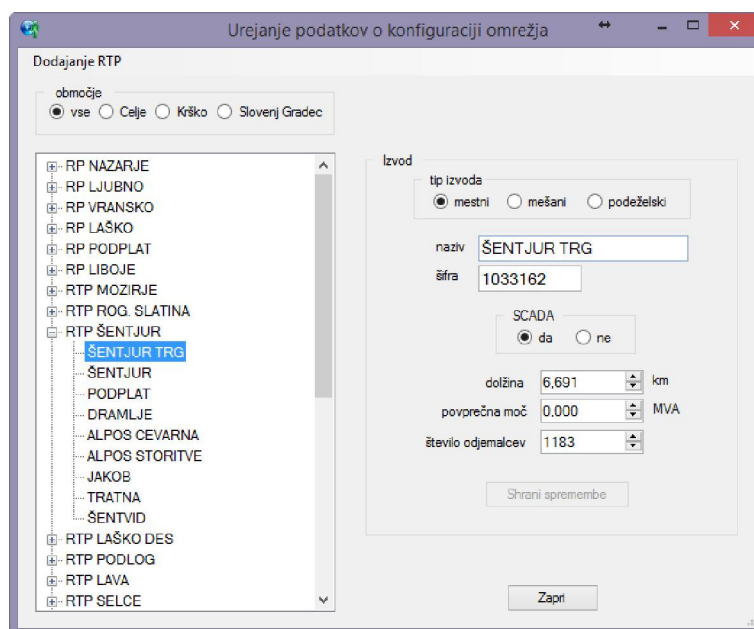 Urejanje podatkov o konfiguraciji omrežja
Dodajanje RTP
območje
vse Celje Krško Slovenj Gradec
RP NAZARJE
RP LJUBNO
RP VRANSKO
RP LAŠKO
RP PODPLAT
RP LIBOJE
RTP MOZIRJE
RTP ROG. SLATINA
RTP ŠENTJUR
ŠENTJUR TRG
ŠENTJUR
PODPLAT
DRAMLJE
ALPOS CEVARNA
ALPOS STORITVE
JAKOB
TRATNA
ŠENTVID
RTP LAŠKO DES
RTP PODLOG
RTP LAVA
RTP SELCE
Izvod
tip izvoda
mestni mešani podeželski
naziv ŠENTJUR TRG
šifra 1033162
SCADA
da ne
dolžina 6,691 km
povprečna moč 0,000 MVA
število odjemalcev 1183
Shrani spremembe
Zapri